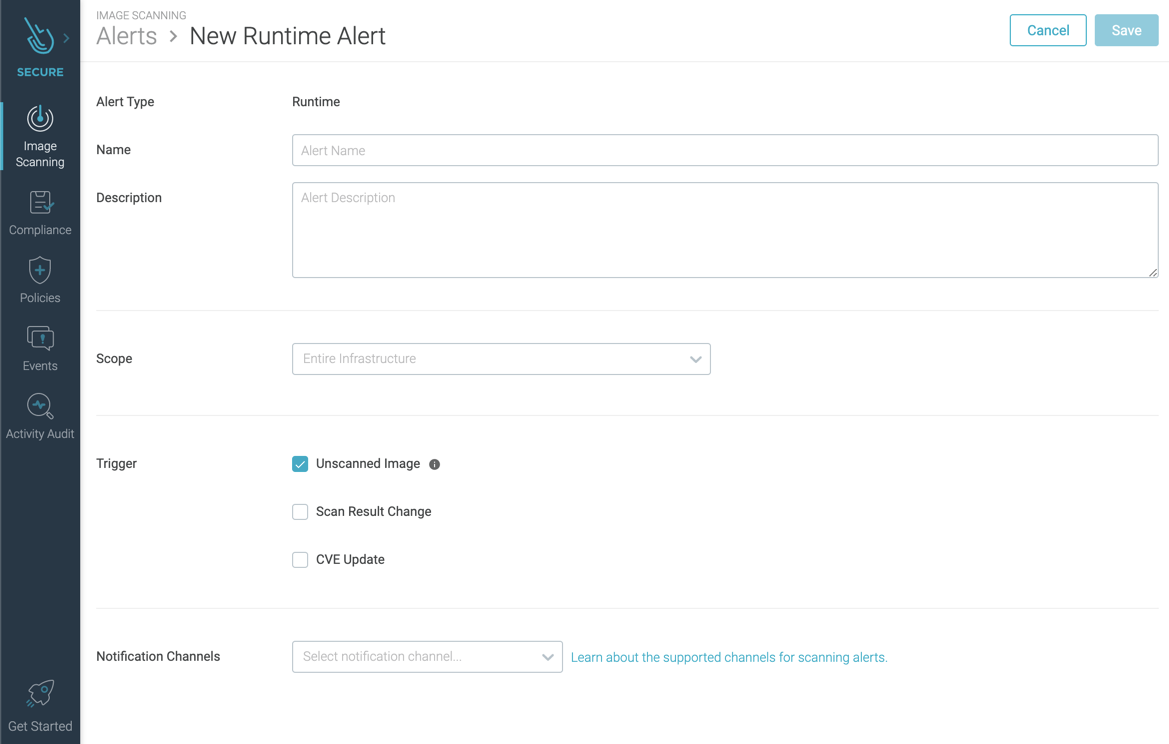 SECURE
Image
Scanning
Compliance
Policies
Events
Activity Audit
Get Started
IMAGE SCANNING
Alerts > New Runtime Alert
Cancel
Save
Alert Type
Runtime
Name
Alert Name
Description
Alert Description
Scope
Entire Infrastructure
Trigger
Unscanned Image
Scan Result Change
CVE Update
Notification Channels
Select notification channel...
Learn about the supported channels for scanning alerts.